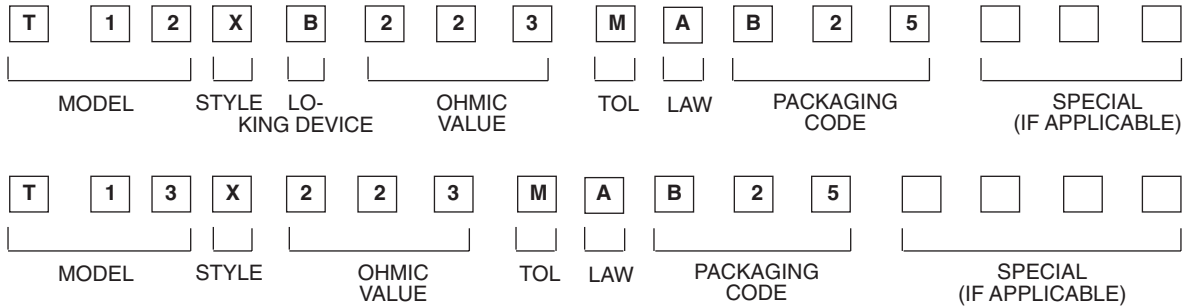 T 1 2 X B 2 2 3 M A B 2 5
MODEL STYLE LO- OHMIC TOL LAW PACKAGING SPECIAL
KING DEVICE VALUE CODE (IF APPLICABLE)
T 1 3 X 2 2 3 M A B 2 5
MODEL STYLE OHMIC TOL LAW PACKAGING SPECIAL
VALUE CODE (IF APPLICABLE)